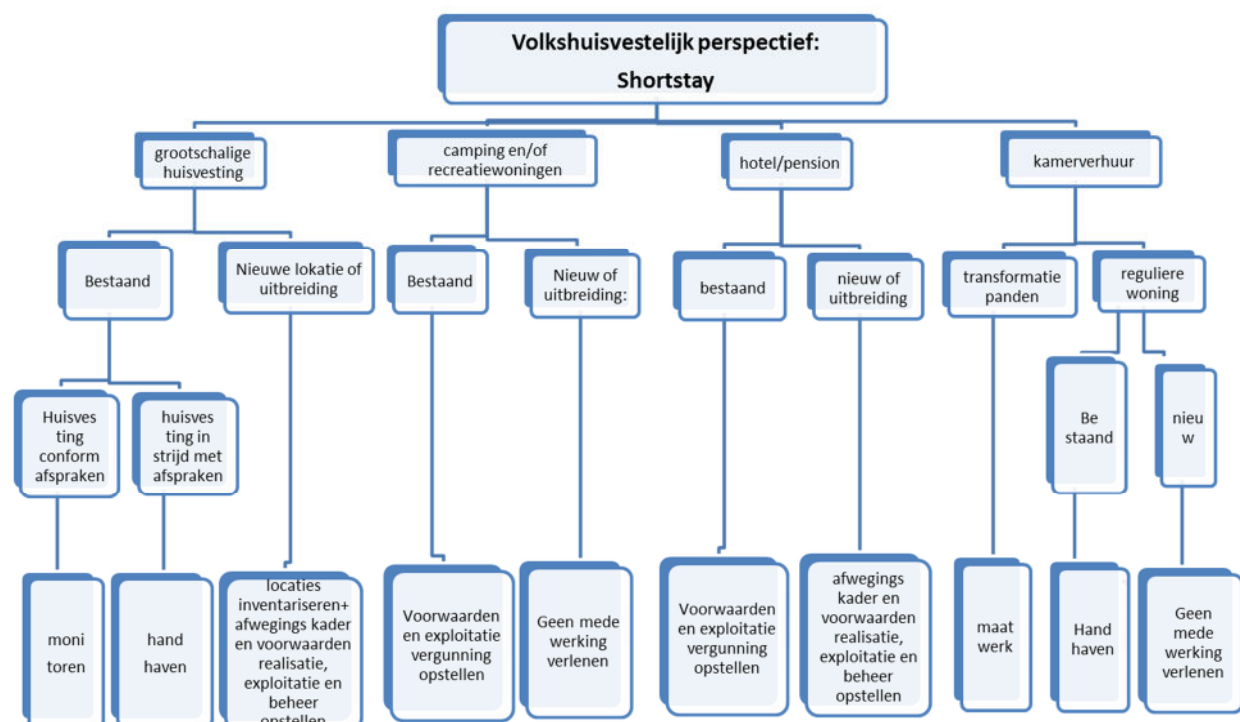 Volkshuisvestelijk perspectief:
Shortstay
grootschalige
huisvesting
camping en/of
recreatiewoningen
hotel/pension
kamerverhuur
Bestaand
Nieuwe lokatie of
uitbreiding
Bestaand
Nieuw of
uitbreiding:
bestaand
nieuw of
uitbreiding
transformatie
panden
reguliere
woning
Huisves
ting
conform
afspraken
huisves
ting in
strijd met
afspraken
Be
staand
nieu
w
moni
toren
hand
haven
locaties
inventariseren+
afwegings kader
en voorwaarden
realisatie,
exploitatie en
beheer
opstellen
Voorwaarden
en exploitatie
vergunning
opstellen
Geen mede
werking
verlenen
Voorwaarden
en exploitatie
vergunning
opstellen
afwegings
kader en
voorwaarden
realisatie,
exploitatie en
beheer
opstellen
maat
werk
Hand
haven
Geen
mede
werking
verlenen